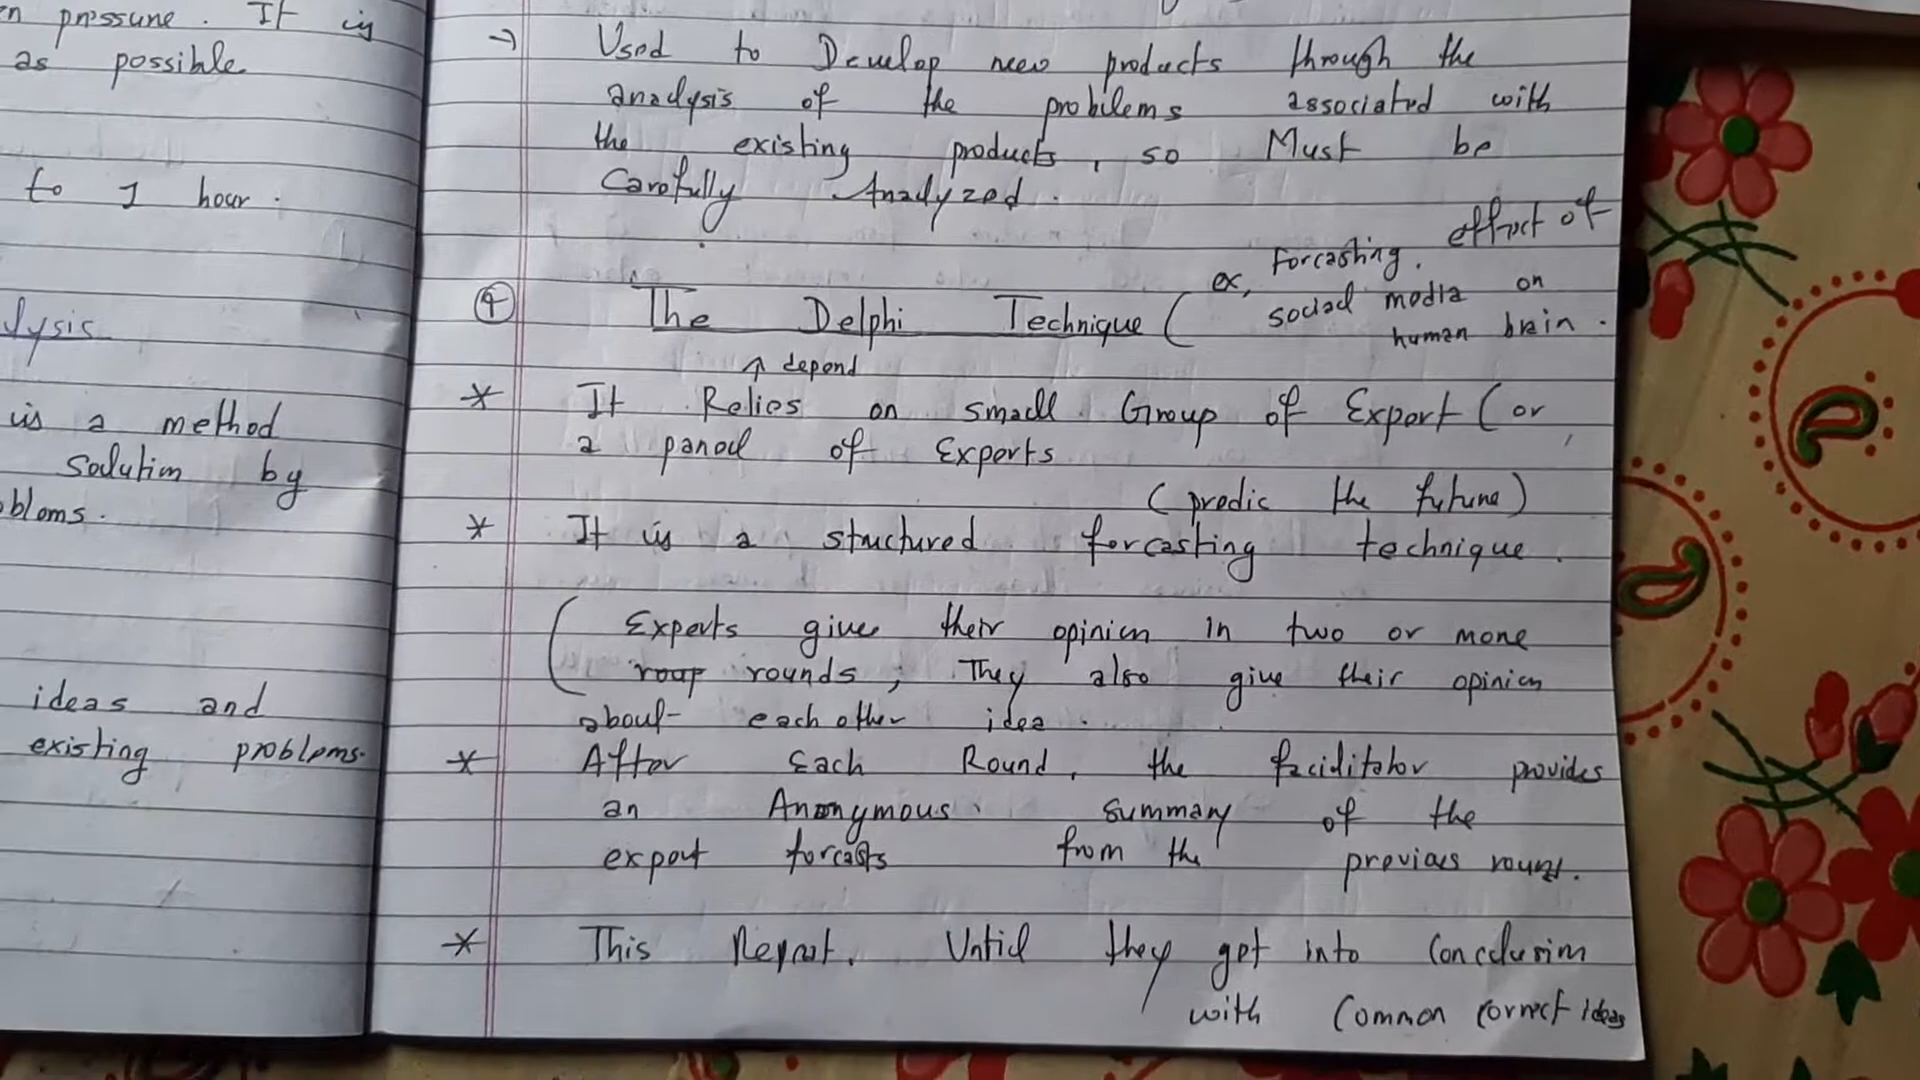 en pressure. It is
as possible
to 1 hour.
lysis
is a method
solution by
oblems.
ideas and
existing problems.
→ Used to Develop new products through the
analysis of the probilems associated with
the existing products, so Must be
Carefully Analyzed.
④ The Delphi Technique ( ex, Forcasting. effect of
social media on
human brain.
↑ depend
* It Relies on small Group of Expert (or
a panel of Experts
(predic the future)
* It is a structured forcasting technique.
( Experts give their opinion in two or more
rounds, They also give their opinion
about each other idea.
* After Each Round, the facilitator provides
an Anonymous summary of the
expert forcasts from the previous round.
* This Repeat. Until they get into Conclusion
with Common correct ideas